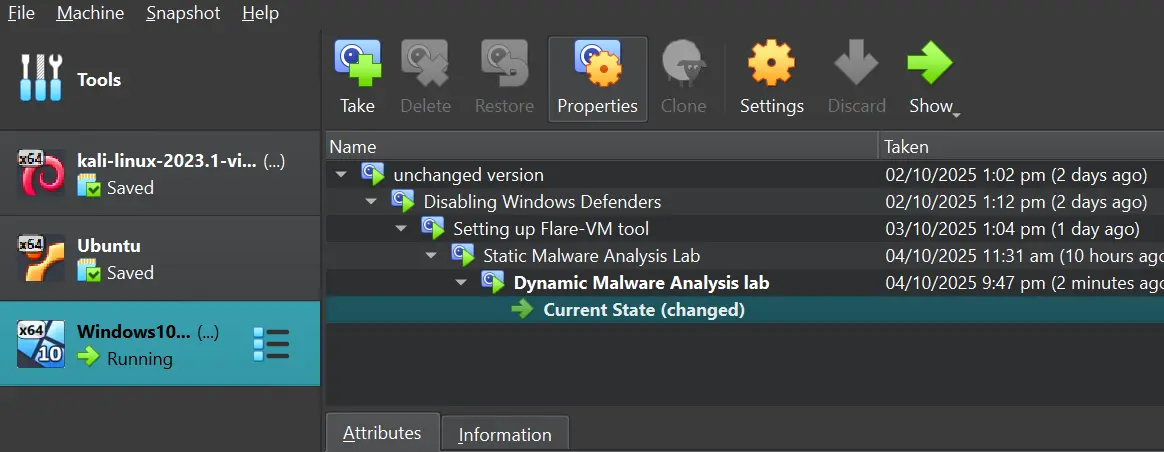 File Machine Snapshot Help
Tools
Take Delete Restore Properties Clone Settings Discard Show
Name Taken
x64 kali-linux-2023.1-vi... (...)
Saved
x64 Ubuntu
Saved
x64 10 Windows10... (...)
Running
unchanged version 02/10/2025 1:02 pm (2 days ago)
Disabling Windows Defenders 02/10/2025 1:12 pm (2 days ago)
Setting up Flare-VM tool 03/10/2025 1:04 pm (1 day ago)
Static Malware Analysis Lab 04/10/2025 11:31 am (10 hours ago
Dynamic Malware Analysis lab 04/10/2025 9:47 pm (2 minutes ago
Current State (changed)
Attributes Information